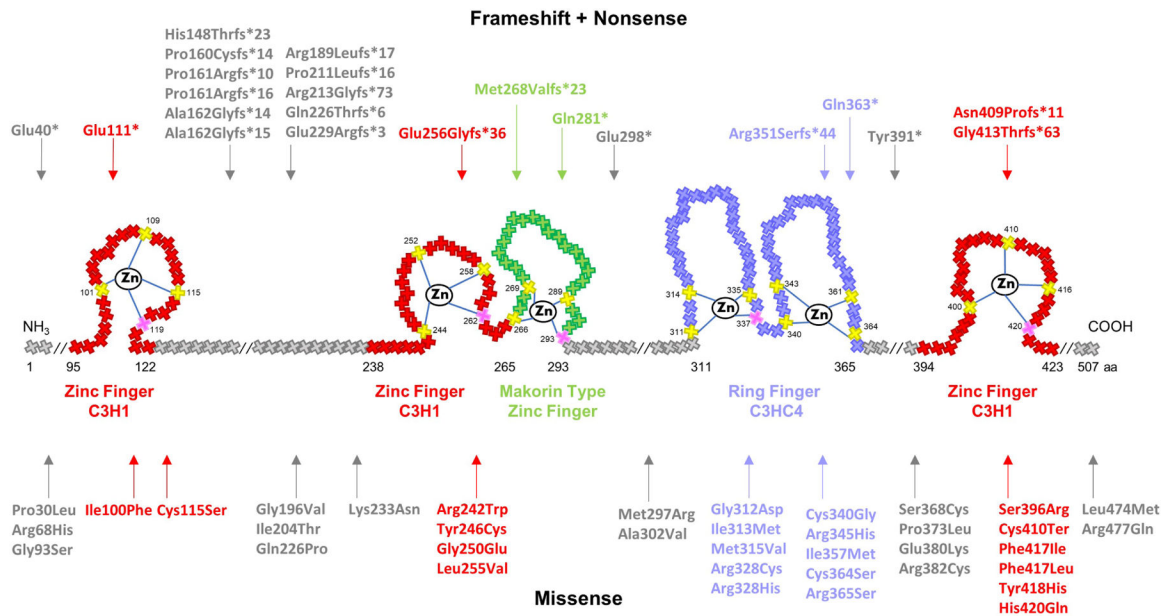 Frameshift + Nonsense
His148Thrfs*23
Pro160Cysfs*14
Pro161Argfs*10
Pro161Argfs*16
Ala162Glyfs*14
Ala162Glyfs*15
Arg189Leufs*17
Pro211Leufs*16
Arg213Glyfs*73
Gln226Thrfs*6
Glu229Argfs*3
Glu40*
Glu111*
Glu256Glyfs*36
Met268Valfs*23
Gln281*
Glu298*
Arg351Serfs*44
Gln363*
Tyr391*
Asn409Profs*11
Gly413Thrfs*63
109
101
Zn
115
119
252
258
Zn
244
262
269
289
Zn
266
293
314
335
Zn
311
337
343
361
Zn
340
364
410
400
Zn
416
420
NH3
COOH
1 // 95 122 238 265 293 // 311 365 // 394 423 // 507 aa
Zinc Finger
C3H1
Zinc Finger
C3H1
Makorin Type
Zinc Finger
Ring Finger
C3HC4
Zinc Finger
C3H1
Pro30Leu
Arg68His
Gly93Ser
Ile100Phe Cys115Ser
Gly196Val
Ile204Thr
Gln226Pro
Lys233Asn
Arg242Trp
Tyr246Cys
Gly250Glu
Leu255Val
Met297Arg
Ala302Val
Gly312Asp
Ile313Met
Met315Val
Arg328Cys
Arg328His
Cys340Gly
Arg345His
Ile357Met
Cys364Ser
Arg365Ser
Ser368Cys
Pro373Leu
Glu380Lys
Arg382Cys
Ser396Arg
Cys410Ter
Phe417Ile
Phe417Leu
Tyr418His
His420Gln
Leu474Met
Arg477Gln
Missense